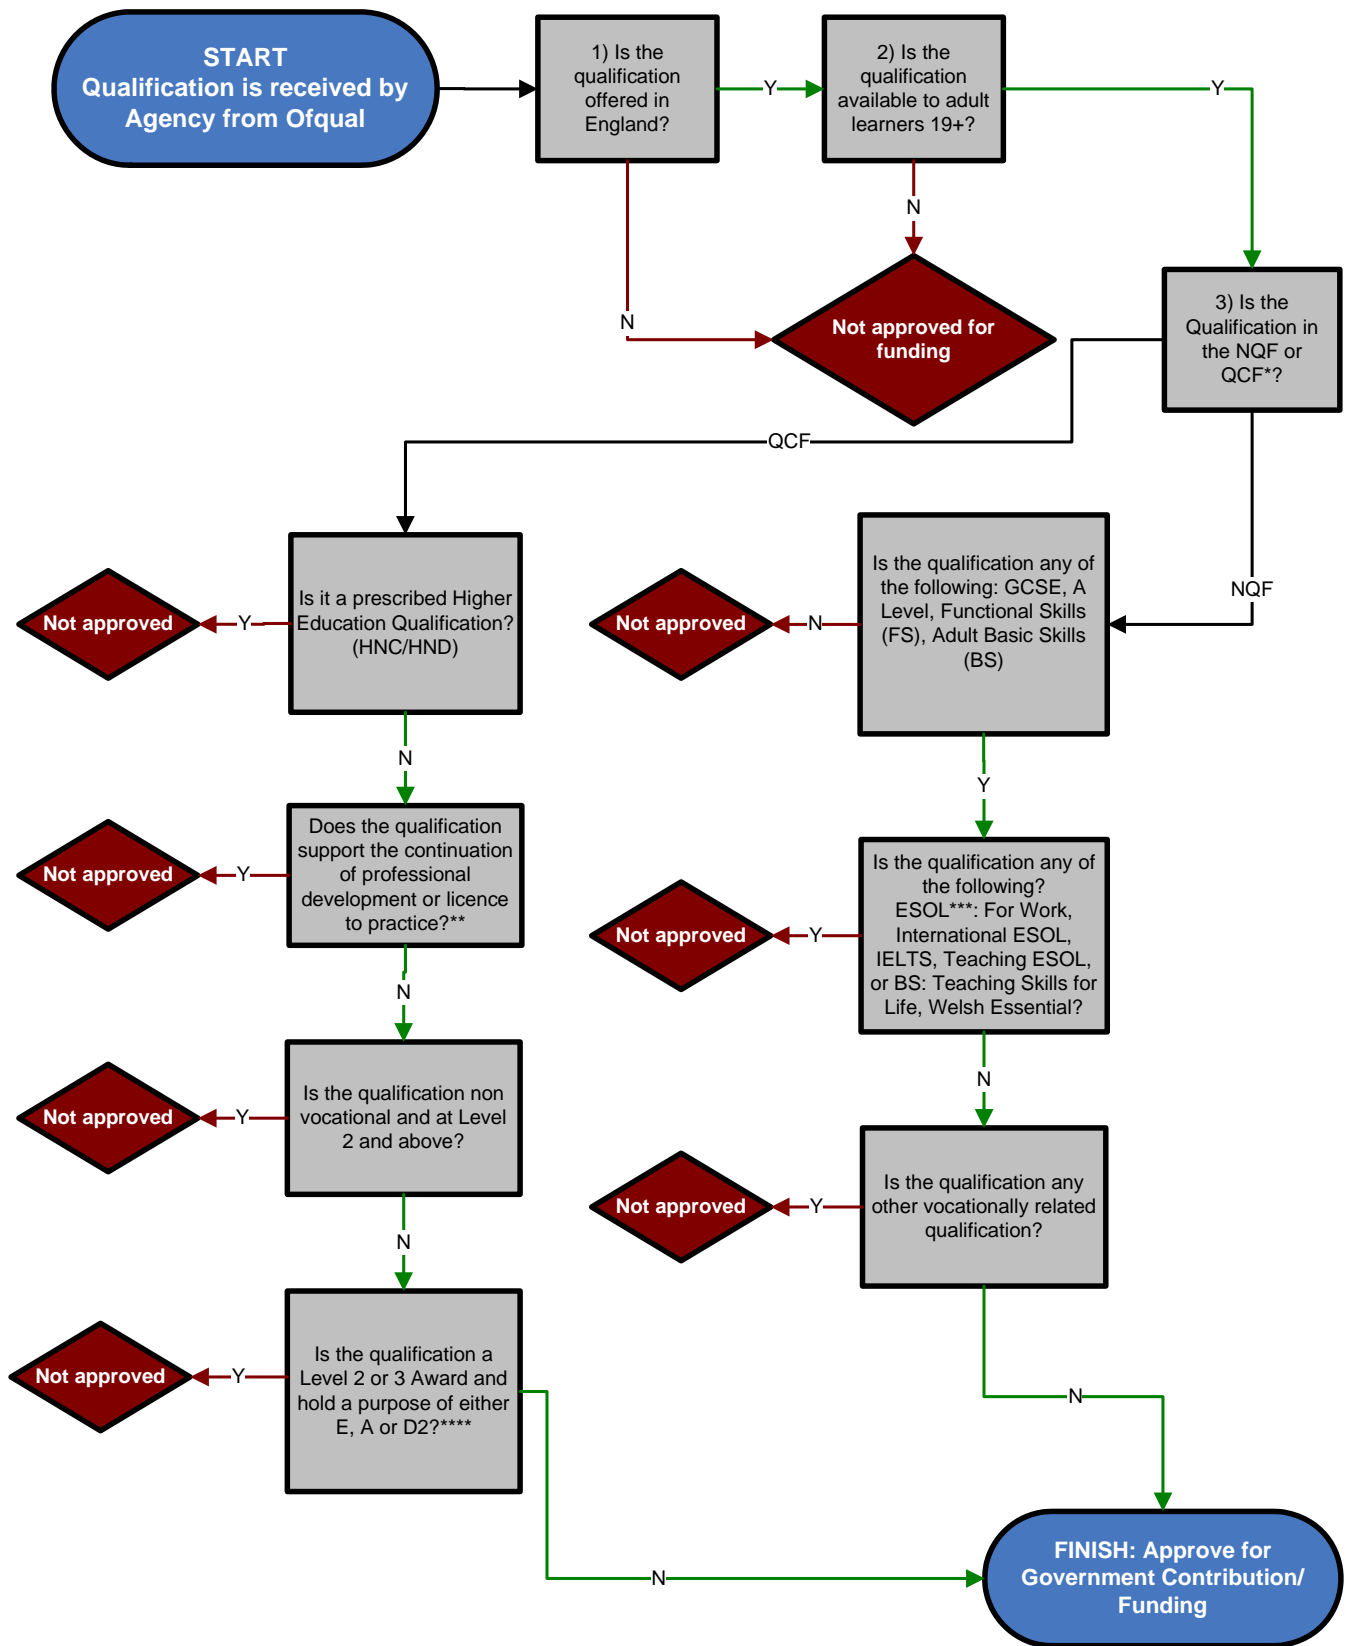 START
Qualification is received by
Agency from Ofqual
1) Is the
qualification
offered in
England?
Y
2) Is the
qualification
available to adult
learners 19+?
Y
N
N
Not approved for
funding
3) Is the
Qualification in
the NQF or
QCF*?
QCF
NQF
Is it a prescribed Higher
Education Qualification?
(HNC/HND)
Y
Not approved
N
Does the qualification
support the continuation
of professional
development or licence
to practice?**
Y
Not approved
N
Is the qualification non
vocational and at Level
2 and above?
Y
Not approved
N
Is the qualification a
Level 2 or 3 Award and
hold a purpose of either
E, A or D2?****
Y
Not approved
N
Is the qualification any of
the following: GCSE, A
Level, Functional Skills
(FS), Adult Basic Skills
(BS)
N
Not approved
Y
Is the qualification any of
the following?
ESOL***: For Work,
International ESOL,
IELTS, Teaching ESOL,
or BS: Teaching Skills for
Life, Welsh Essential?
Y
Not approved
N
Is the qualification any
other vocationally related
qualification?
Y
Not approved
N
FINISH: Approve for
Government Contribution/
Funding